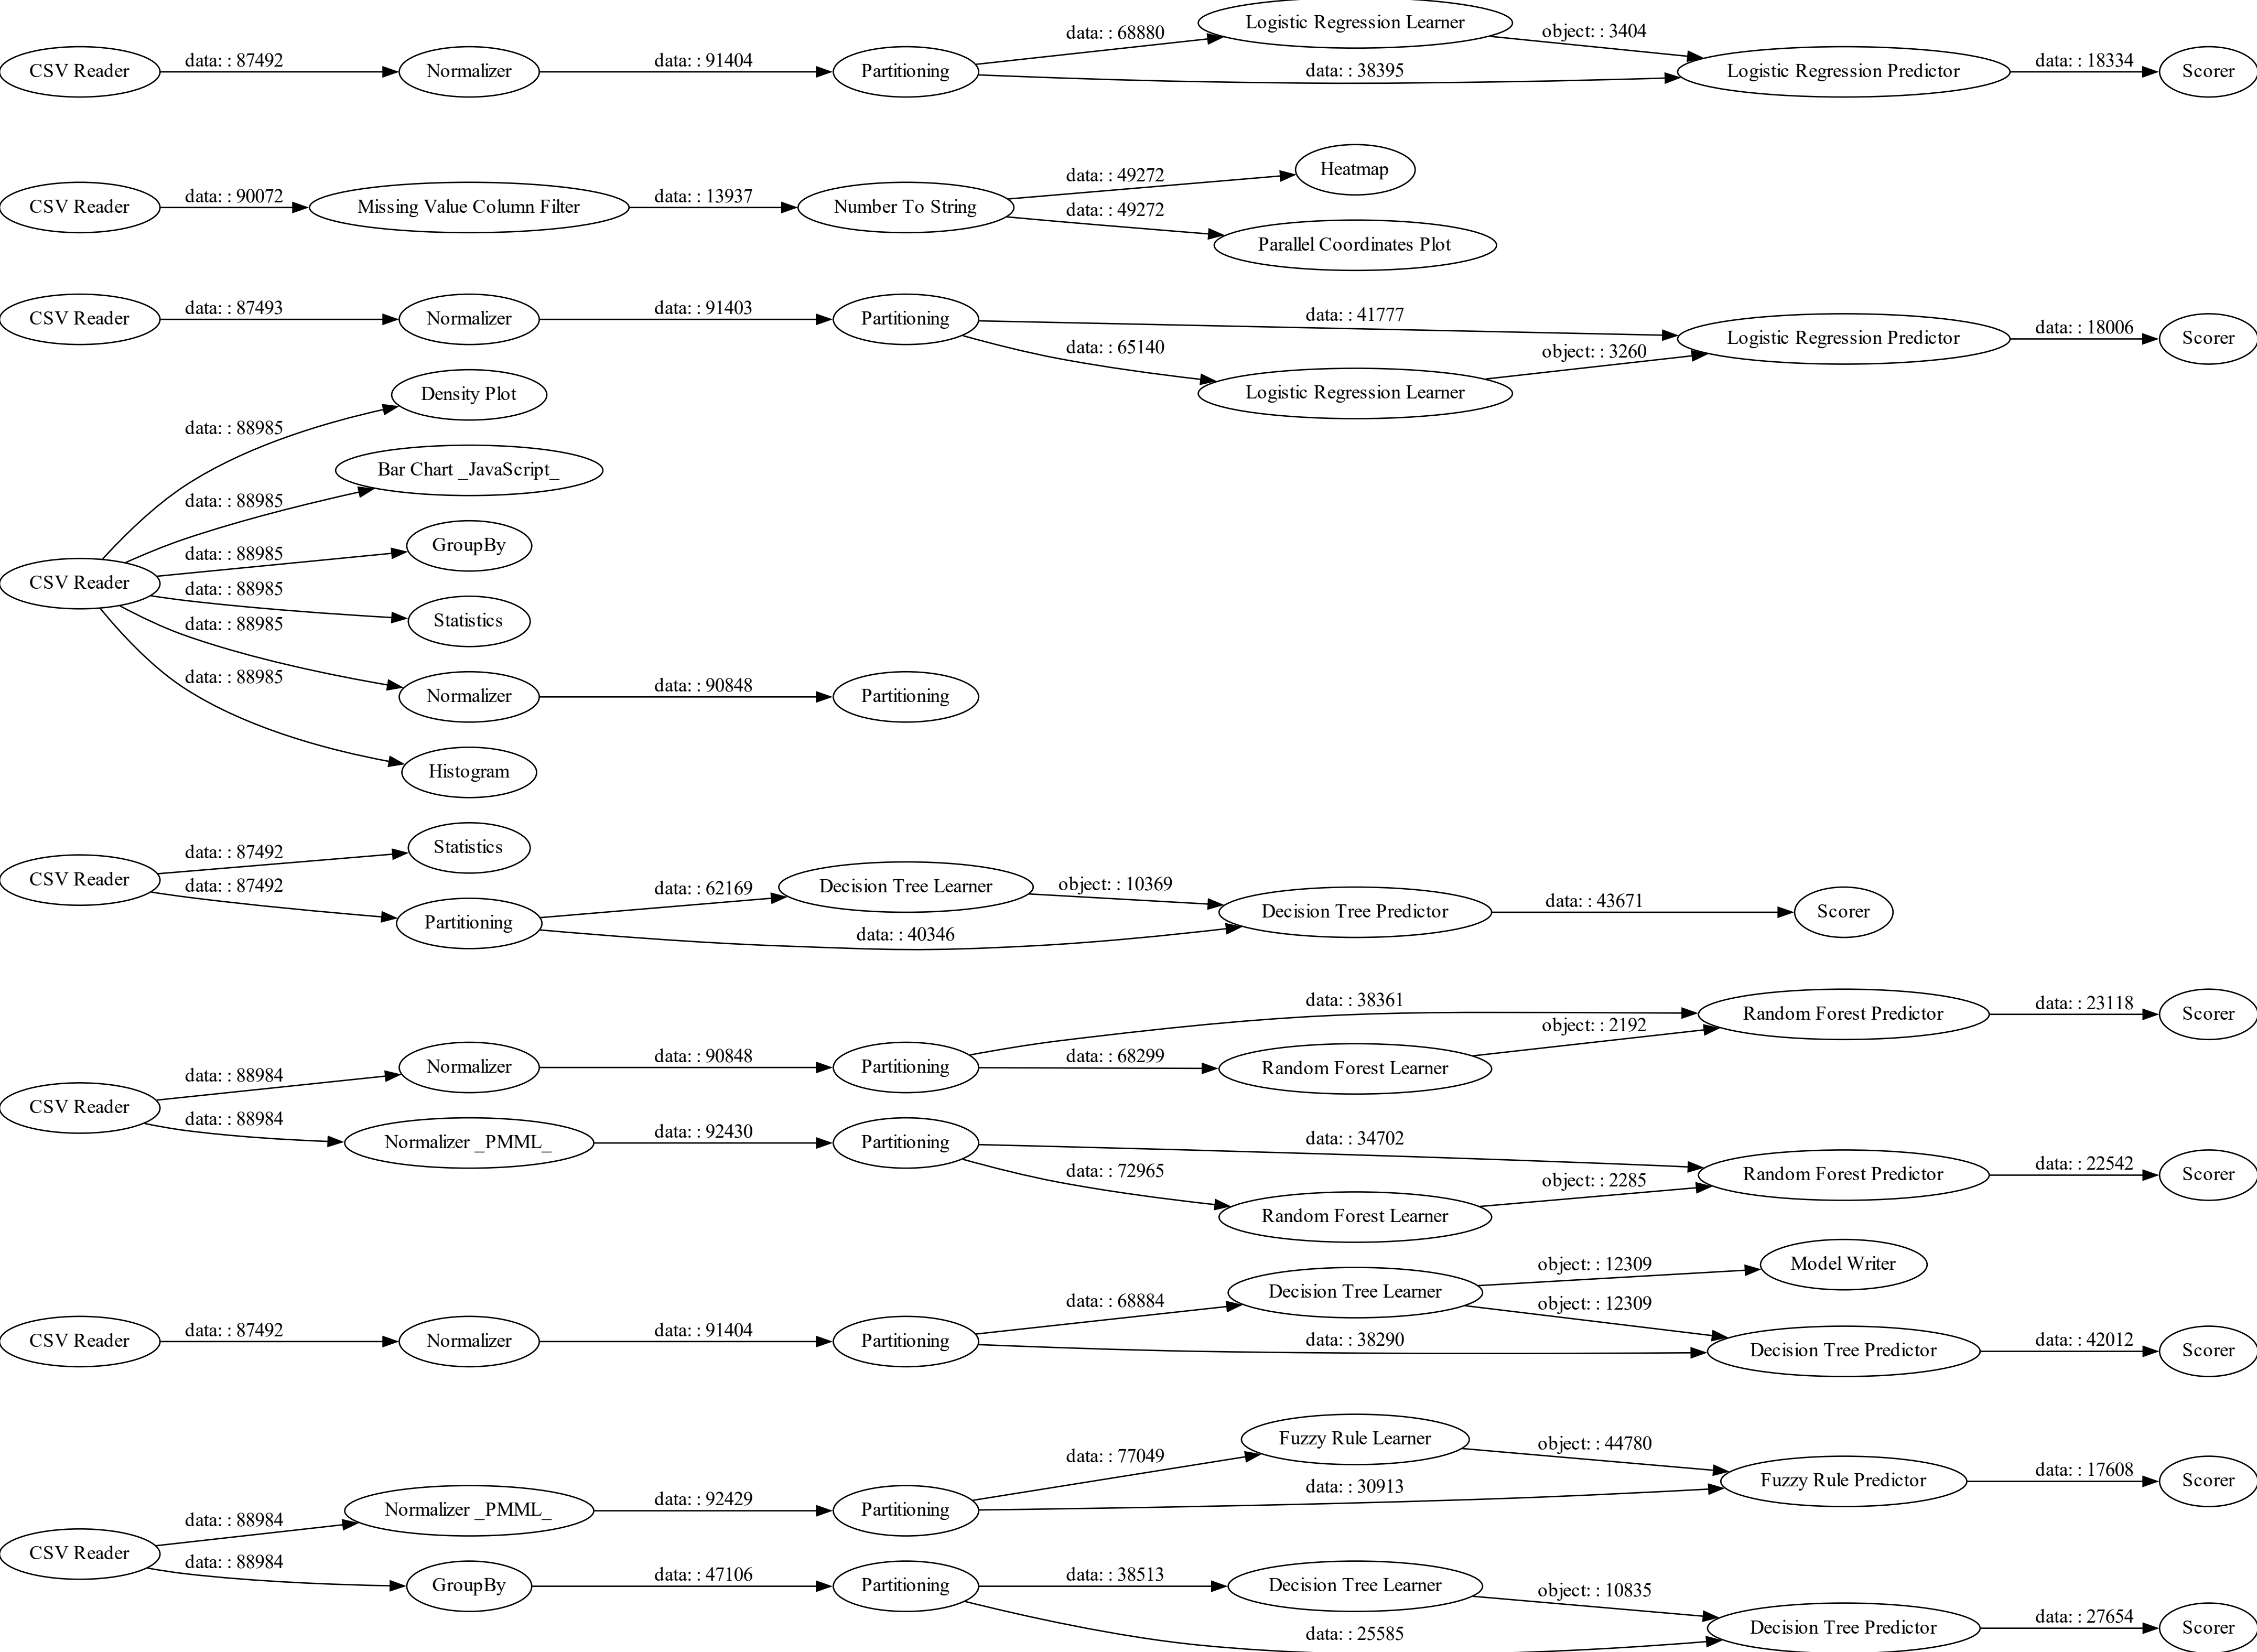 CSV Reader
data: : 87492
Normalizer
data: : 91404
Partitioning
data: : 68880
Logistic Regression Learner
object: : 3404
data: : 38395
Logistic Regression Predictor
data: : 18334
Scorer
CSV Reader
data: : 90072
Missing Value Column Filter
data: : 13937
Number To String
data: : 49272
Heatmap
data: : 49272
Parallel Coordinates Plot
CSV Reader
data: : 87493
Normalizer
data: : 91403
Partitioning
data: : 41777
data: : 65140
Logistic Regression Learner
object: : 3260
Logistic Regression Predictor
data: : 18006
Scorer
CSV Reader
data: : 88985
Density Plot
data: : 88985
Bar Chart _JavaScript_
data: : 88985
GroupBy
data: : 88985
Statistics
data: : 88985
Normalizer
data: : 90848
Partitioning
data: : 88985
Histogram
CSV Reader
data: : 87492
Statistics
data: : 87492
Partitioning
data: : 62169
Decision Tree Learner
object: : 10369
data: : 40346
Decision Tree Predictor
data: : 43671
Scorer
CSV Reader
data: : 88984
Normalizer
data: : 90848
Partitioning
data: : 38361
data: : 68299
Random Forest Learner
object: : 2192
Random Forest Predictor
data: : 23118
Scorer
data: : 88984
Normalizer _PMML_
data: : 92430
Partitioning
data: : 34702
data: : 72965
Random Forest Learner
object: : 2285
Random Forest Predictor
data: : 22542
Scorer
CSV Reader
data: : 87492
Normalizer
data: : 91404
Partitioning
data: : 68884
Decision Tree Learner
object: : 12309
Model Writer
object: : 12309
data: : 38290
Decision Tree Predictor
data: : 42012
Scorer
CSV Reader
data: : 88984
Normalizer _PMML_
data: : 92429
Partitioning
data: : 77049
Fuzzy Rule Learner
object: : 44780
data: : 30913
Fuzzy Rule Predictor
data: : 17608
Scorer
data: : 88984
GroupBy
data: : 47106
Partitioning
data: : 38513
Decision Tree Learner
object: : 10835
data: : 25585
Decision Tree Predictor
data: : 27654
Scorer